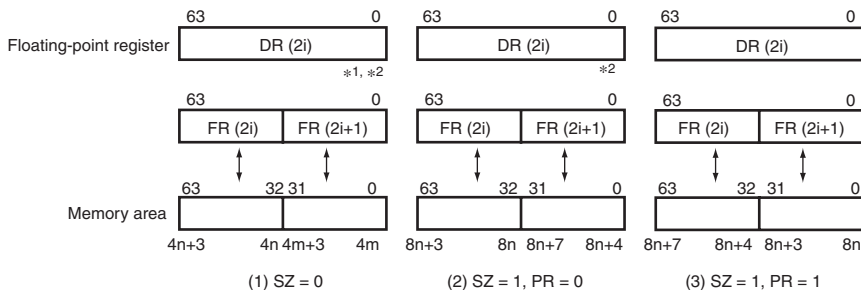 63 0 63 0 63 0
Floating-point register DR (2i) DR (2i) DR (2i)
*1, *2 *2
63 0 63 0 63 0
FR (2i) FR (2i+1) FR (2i) FR (2i+1) FR (2i) FR (2i+1)
63 32 31 0 63 32 31 0 63 32 31 0
Memory area
4n+3 4n 4m+3 4m 8n+3 8n 8n+7 8n+4 8n+7 8n+4 8n+3 8n
(1) SZ = 0 (2) SZ = 1, PR = 0 (3) SZ = 1, PR = 1